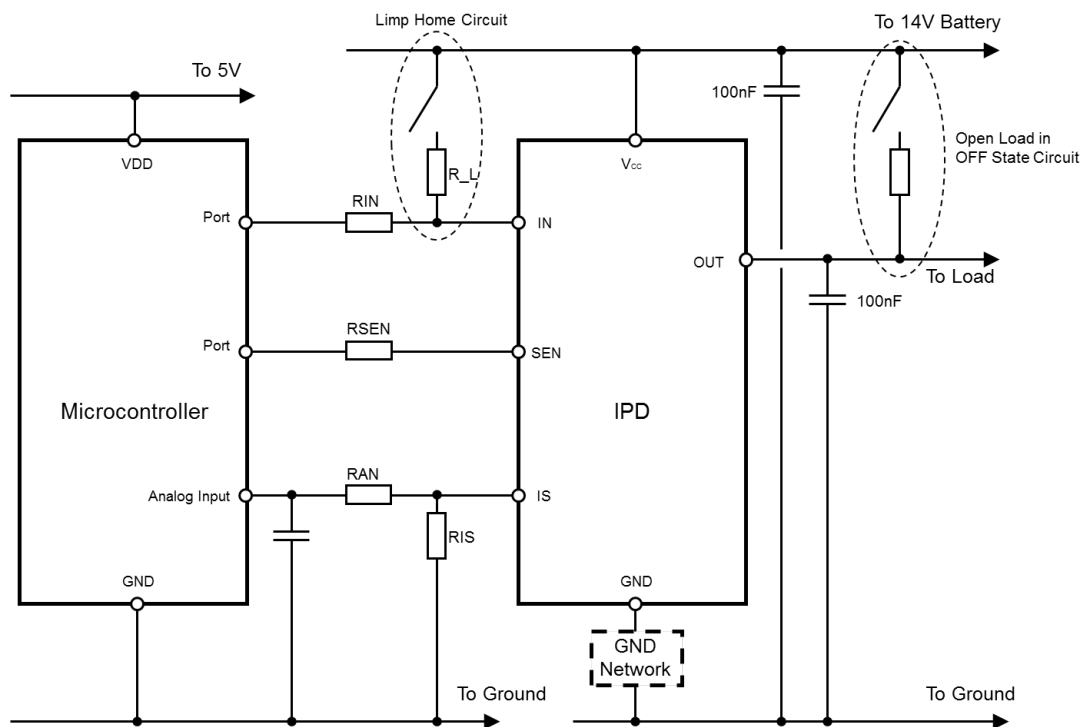 Limp Home Circuit
To 14V Battery
To 5V
100nF
Open Load in
OFF State Circuit
VDD
Vcc
R_L
Port
RIN
IN
OUT
To Load
100nF
Port
RSEN
SEN
Microcontroller
IPD
RAN
Analog Input
IS
RIS
GND
GND
GND
Network
To Ground
To Ground